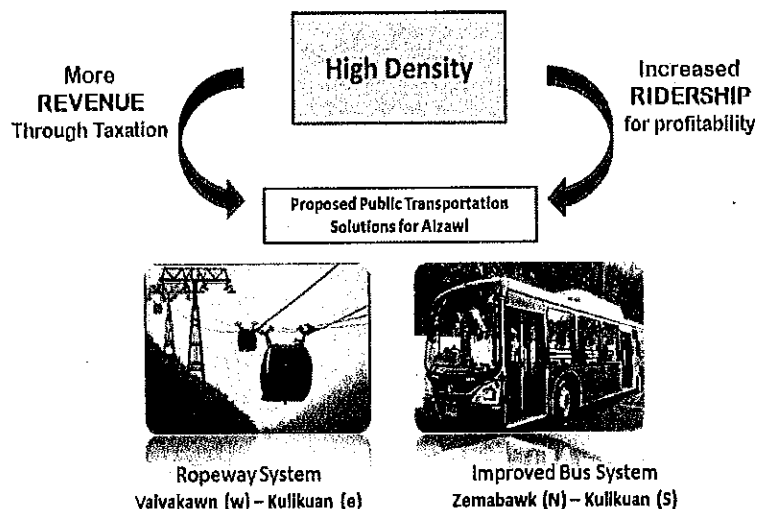 High Density
More
REVENUE
Through Taxation
Increased
RIDERSHIP
for profitability
Proposed Public Transportation
Solutions for Aizawl
Ropeway System
Vaivakawn (w) – Kulikuan (e)
Improved Bus System
Zemabawk (N) – Kulikuan (S)